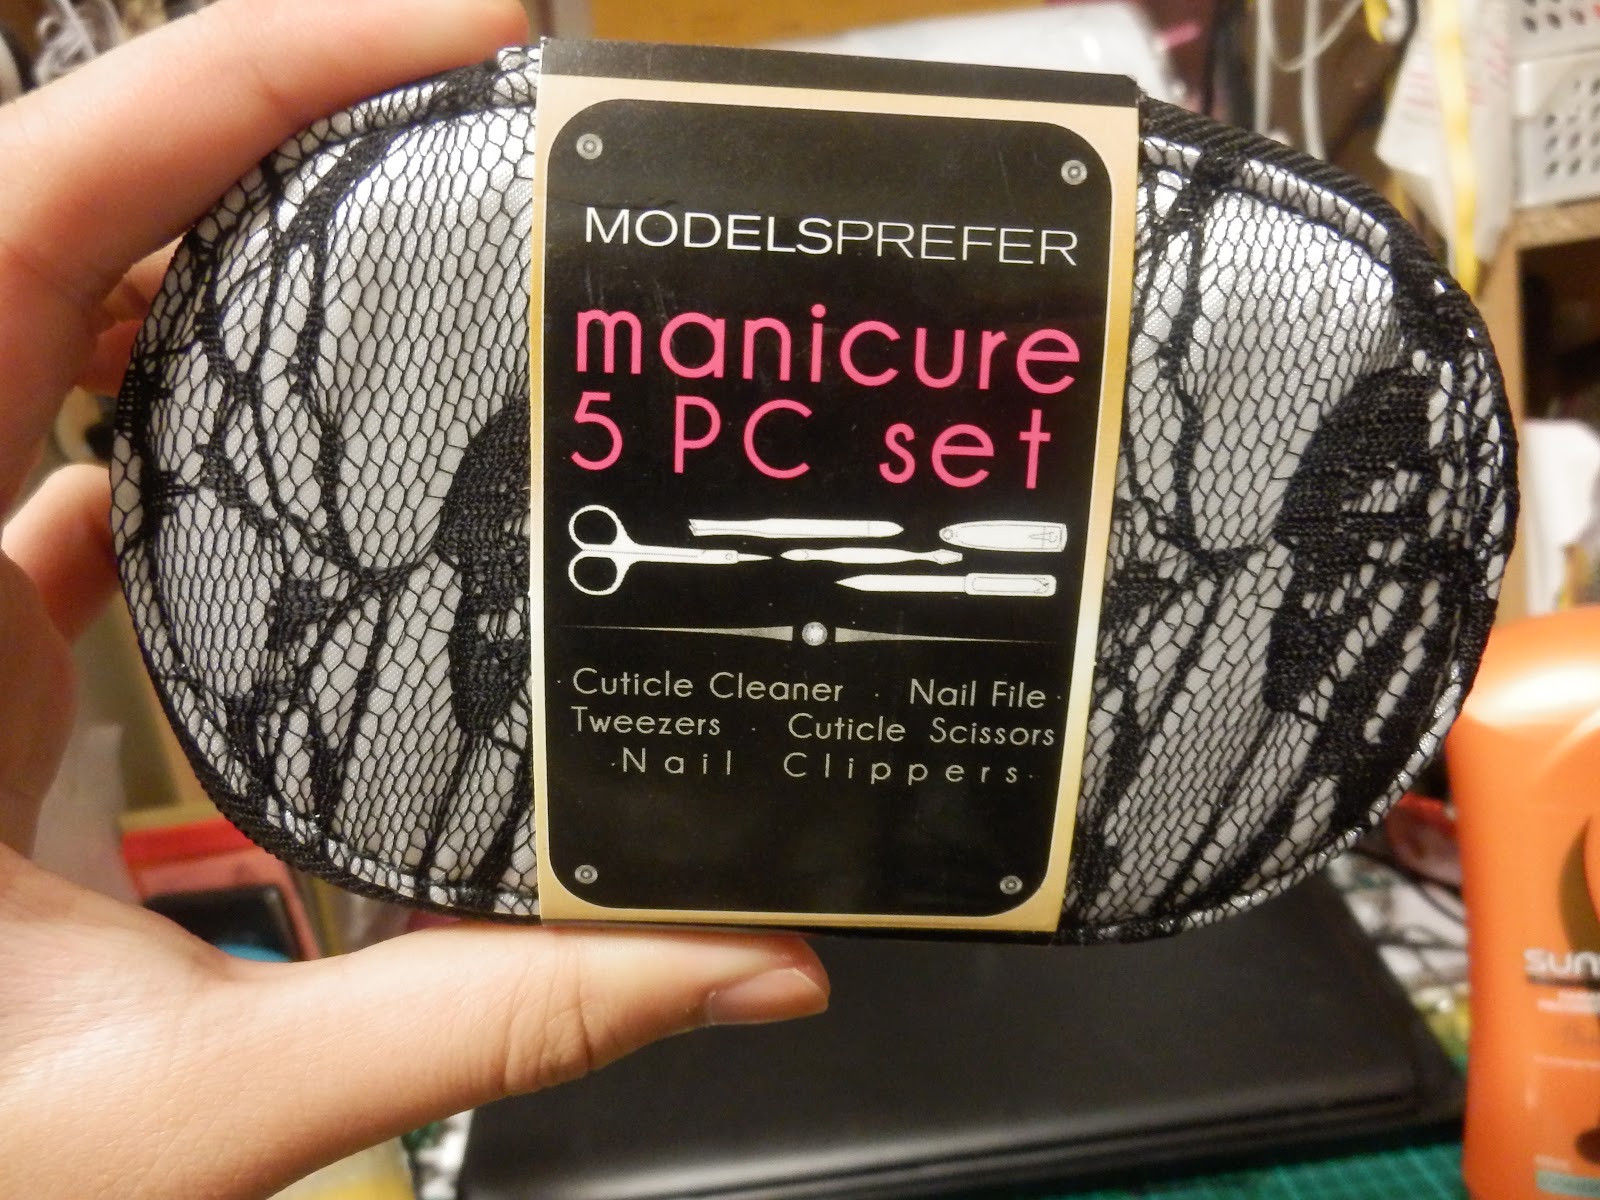 MODELSPREFER
manicure
5 PC set
· Cuticle Cleaner · Nail File ·
Tweezers · Cuticle Scissors
·Nail Clippers·